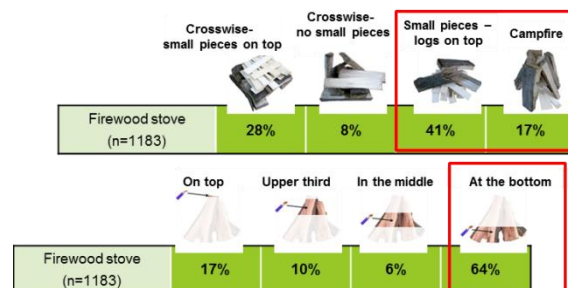 Crosswise-
small pieces on top
Crosswise-
no small pieces
Small pieces –
logs on top
Campfire
Firewood stove
(n=1183)
28%
8%
41%
17%
On top
Upper third
In the middle
At the bottom
Firewood stove
(n=1183)
17%
10%
6%
64%